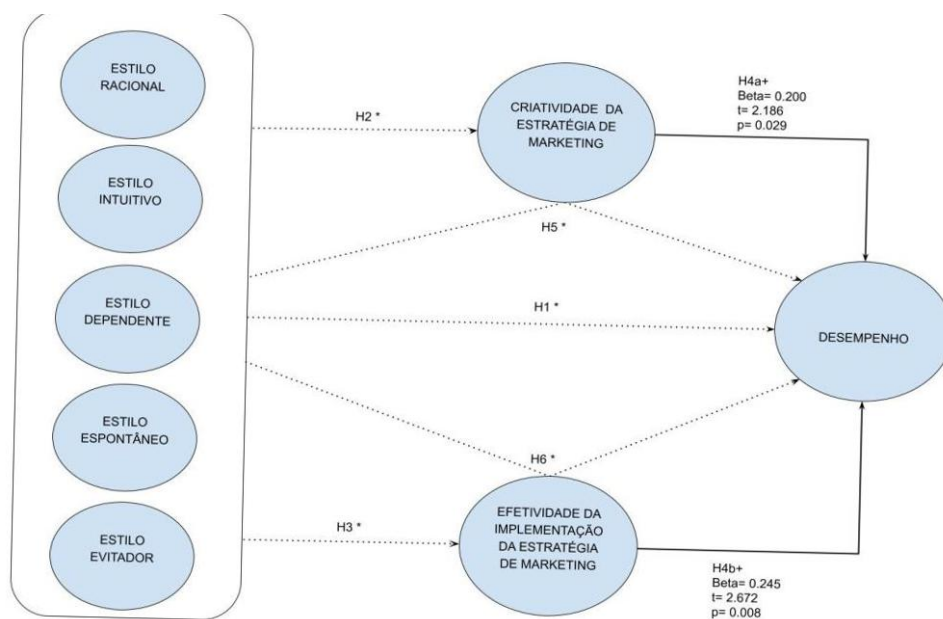 ESTILO
RACIONAL
ESTILO
INTUITIVO
ESTILO
DEPENDENTE
ESTILO
ESPONTÂNEO
ESTILO
EVITADOR
H2 *
CRIATIVIDADE DA
ESTRATÉGIA DE
MARKETING
H4a+
Beta= 0.200
t= 2.186
p= 0.029
H5 *
H1 *
DESEMPENHO
H6 *
H3 *
EFETIVIDADE DA
IMPLEMENTAÇÃO
DA ESTRATÉGIA
DE MARKETING
H4b+
Beta= 0.245
t= 2.672
p= 0.008